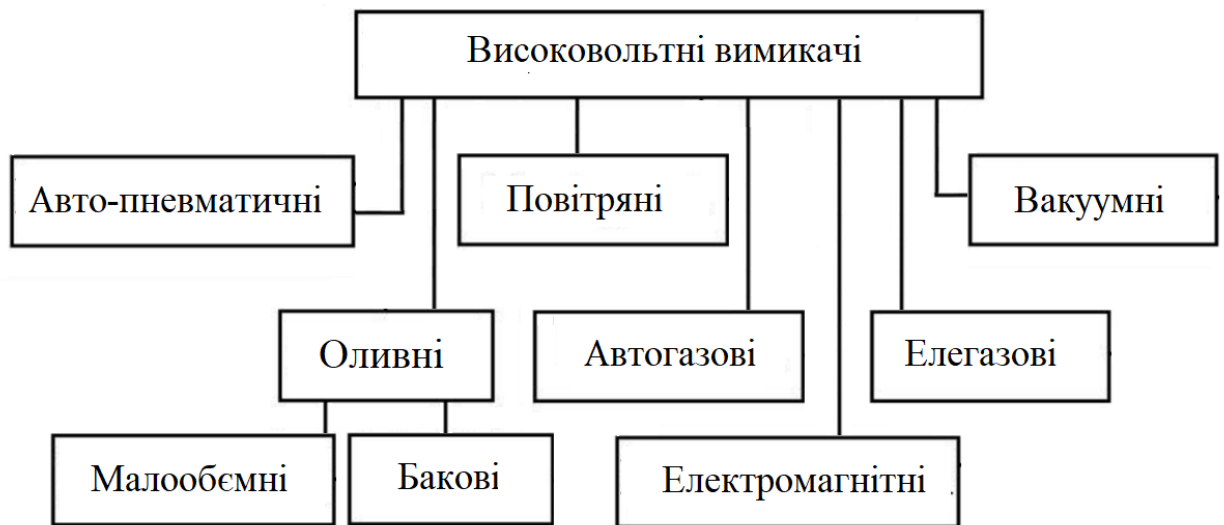 Високовольтні вимикачі
Авто-пневматичні
Повітряні
Вакуумні
Оливні
Автогазові
Елегазові
Малообємні
Бакові
Електромагнітні